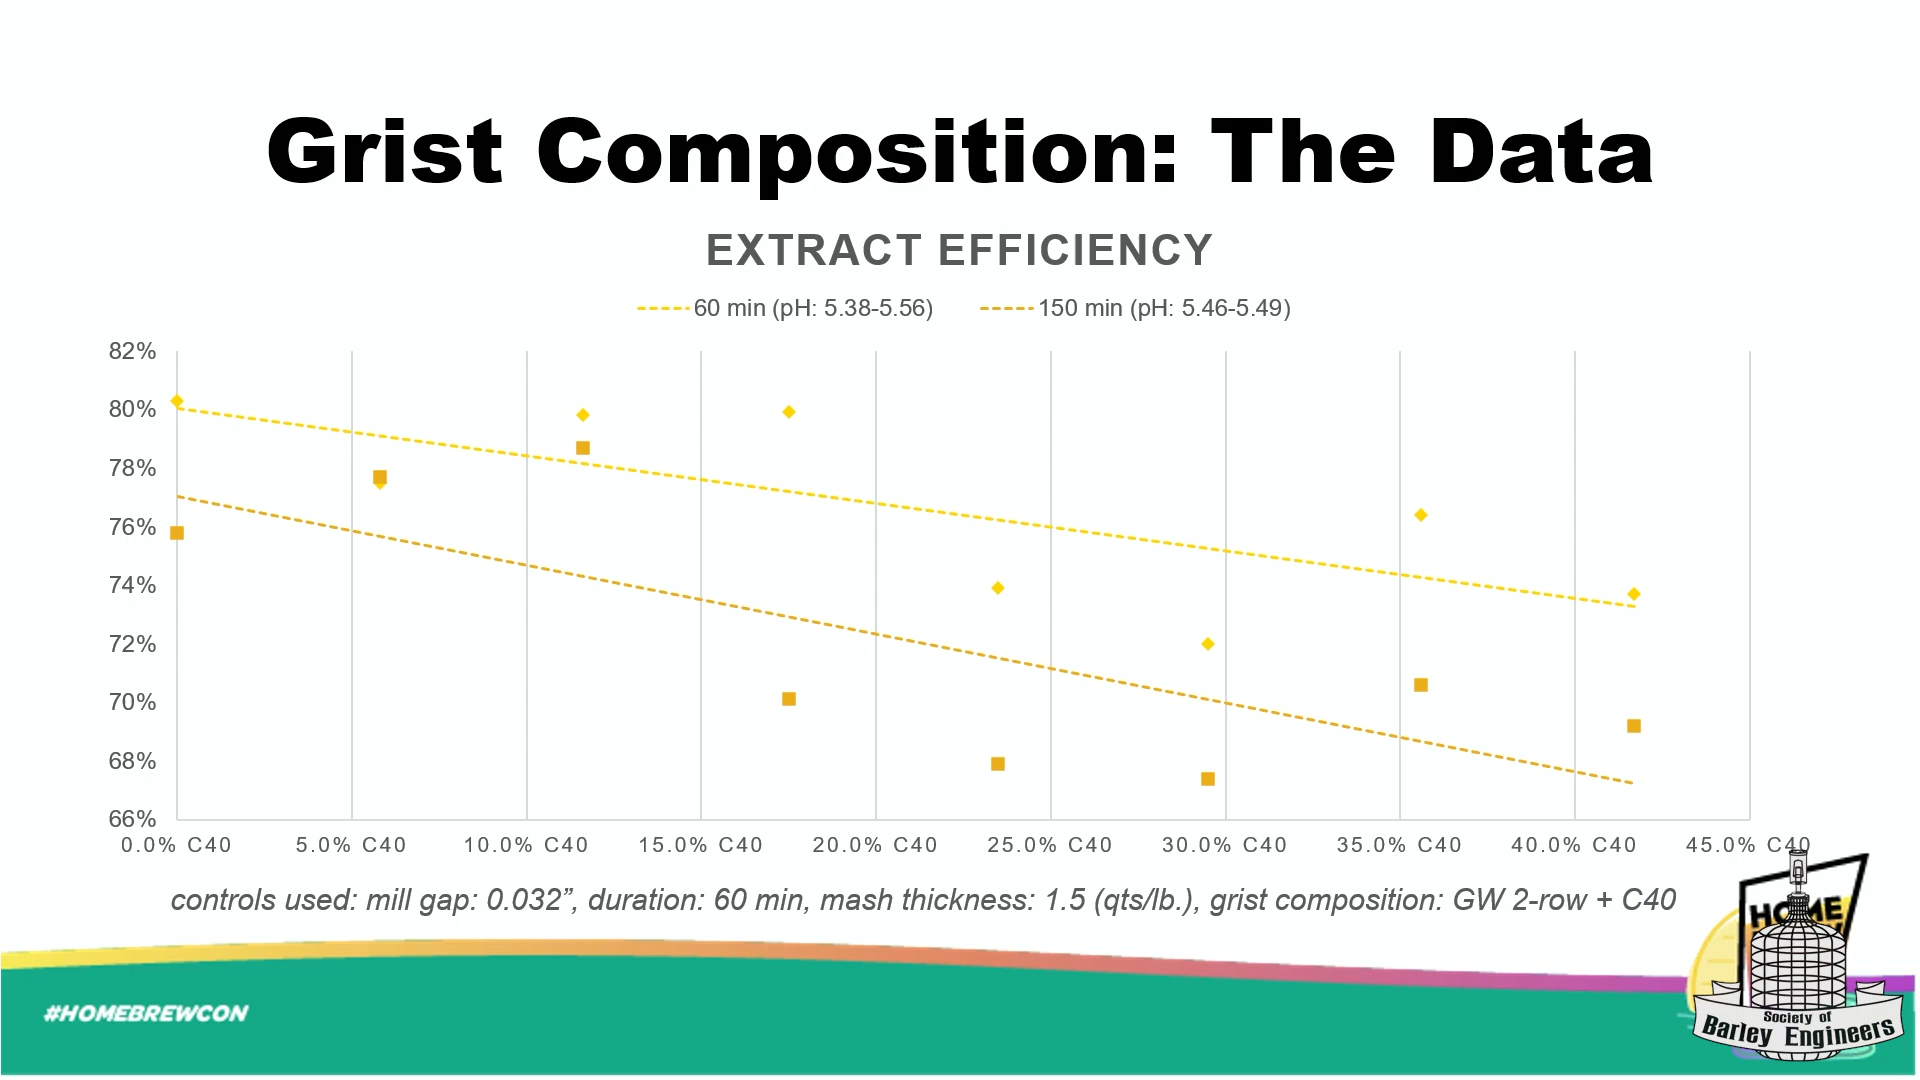 Grist Composition: The Data
EXTRACT EFFICIENCY
60 min (pH: 5.38-5.56) 150 min (pH: 5.46-5.49)
82%
80%
78%
76%
74%
72%
70%
68%
66%
0.0% C40 5.0% C40 10.0% C40 15.0% C40 20.0% C40 25.0% C40 30.0% C40 35.0% C40 40.0% C40 45.0% C40
controls used: mill gap: 0.032”, duration: 60 min, mash thickness: 1.5 (qts/lb.), grist composition: GW 2-row + C40
HOME
#HOMEBREWCON
Society of
Barley Engineers